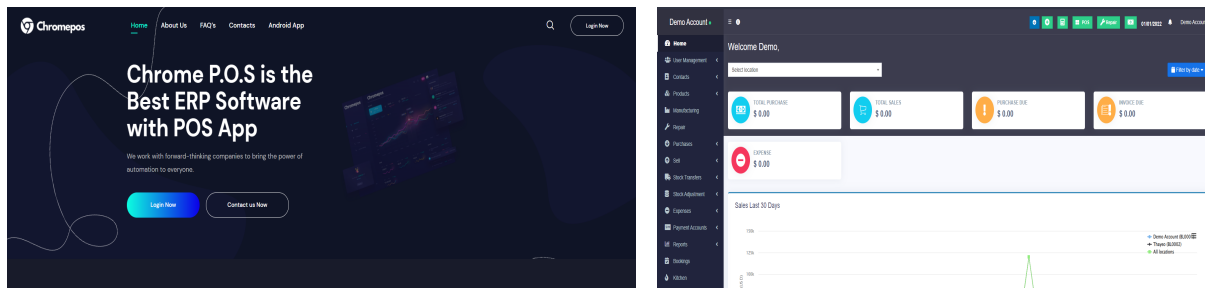 Chromepos
Home About Us FAQ's Contacts Android App
Login Now
Chrome P.O.S is the
Best ERP Software
with POS App
We work with forward-thinking companies to bring the power of
automation to everyone.
Login Now Contact us Now
Demo Account
POS Repair 01/01/2022 Demo Accoun
Home
User Management
Contacts
Products
Manufacturing
Repair
Purchases
Sell
Stock Transfers
Stock Adjustment
Expenses
Payment Accounts
Reports
Bookings
Kitchen
Welcome Demo,
Select location
Filter by date
TOTAL PURCHASE
$ 0.00
TOTAL SALES
$ 0.00
PURCHASE DUE
$ 0.00
INVOICE DUE
$ 0.00
EXPENSE
$ 0.00
Sales Last 30 Days
Demo Account (BL0001
Thayeo (BL0002)
All locations